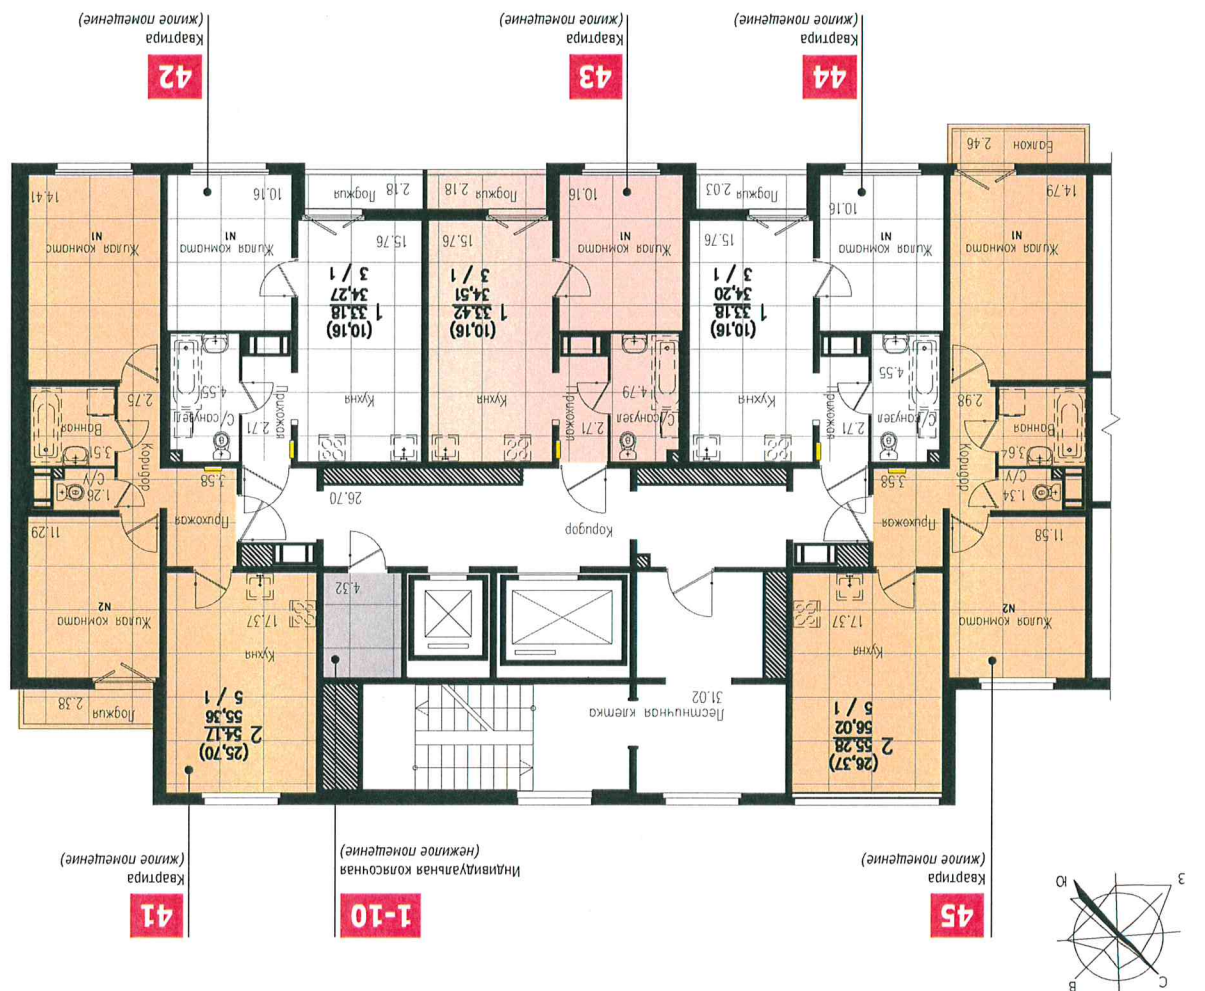 С
В
З
Ю
45
Квартира
(жилое помещение)
1-10
Индивидуальная колясочная
(нежилое помещение)
41
Квартира
(жилое помещение)
2
(26,37)
55,28
56,02
5 / 1
Кухня
17.37
Лестничная клетка
31.02
2
(25,70)
54,17
55,36
5 / 1
Кухня
17.37
Лоджия
2.38
Жилая комната
N2
11.58
4.32
Жилая комната
N2
11.29
С/У
1.34
Прихожая
3.58
Коридор
2.98
Ванная
3.64
Коридор
26.70
Прихожая
3.58
С/У
1.26
Коридор
2.75
Ванная
3.51
С/санузел
4.55
Прихожая
2.71
Кухня
15.76
1
(10,16)
33,18
34,20
3 / 1
С/санузел
4.79
Прихожая
2.71
Кухня
15.76
1
(10,16)
33,42
34,51
3 / 1
Кухня
15.76
1
(10,16)
33,18
34,27
3 / 1
Прихожая
2.71
С/санузел
4.55
Жилая комната
N1
14.79
Жилая комната
N1
10.16
Жилая комната
N1
10.16
Жилая комната
N1
10.16
Жилая комната
N1
14.41
Балкон
2.46
Лоджия
2.03
Лоджия
2.18
Лоджия
2.18
44
Квартира
(жилое помещение)
43
Квартира
(жилое помещение)
42
Квартира
(жилое помещение)